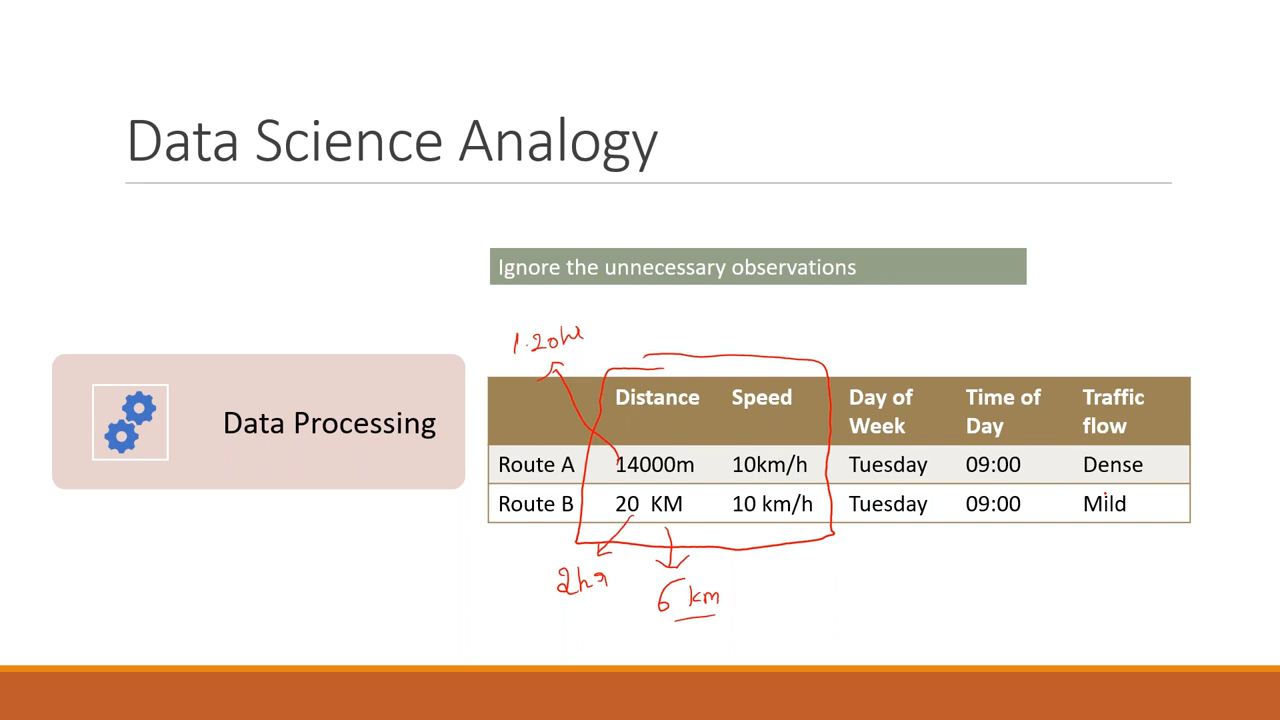 Data Science Analogy
Ignore the unnecessary observations
1.20hr
Data Processing
Distance Speed Day of Week Time of Day Traffic flow
Route A 14000m 10km/h Tuesday 09:00 Dense
Route B 20 KM 10 km/h Tuesday 09:00 Mild
2hr
6 km